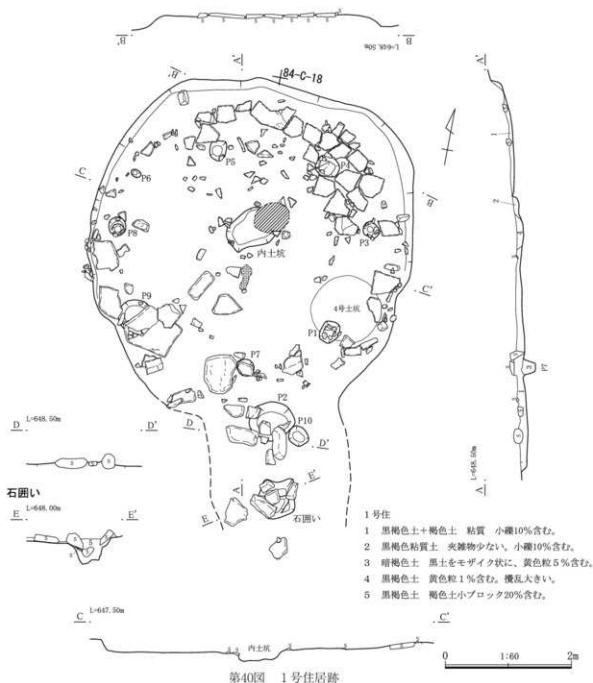 B'
L=648.50m
B
A'
84-C-18
B'
P5
P4
C
P6
B
P8
P3
内土坑
C'
P9
4号土坑
P1
P7
P2
P10
D
L=648.50m
D'
D
D'
A
E'
石囲い
E
石囲い
E
L=648.00m
E'
A'
1
2
3
P7
A
L=648.50m
1号住
1 黒褐色土+褐色土 粘質 小礫10%含む。
2 黒褐色粘質土 夾雑物少ない。小礫10%含む。
3 暗褐色土 黒土をモザイク状に、黄色粒5%含む。
4 黒褐色土 黄色粒1%含む。攪乱大きい。
5 黒褐色土 褐色土小ブロック20%含む。
C
L=647.50m
内土坑
C'
0
1:60
2m
第40図 1号住居跡